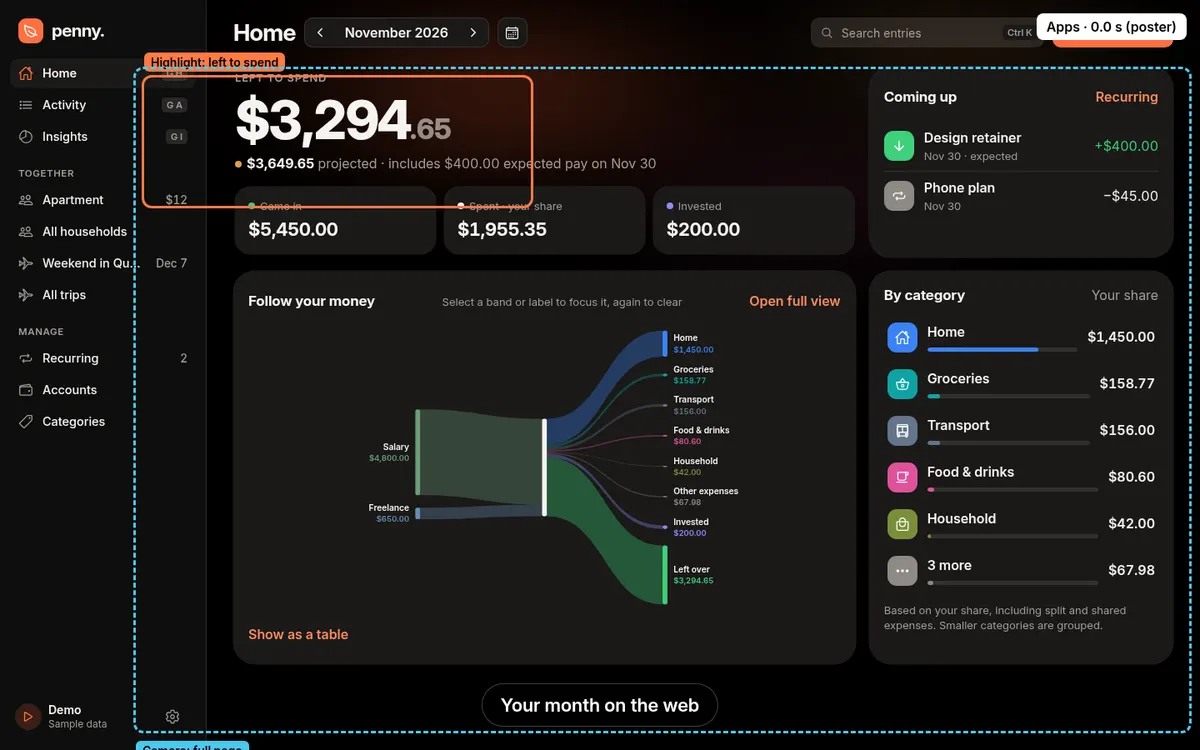 penny.
Home
November 2026
Search entries
Ctrl K
Apps · 0.0 s (poster)
Highlight: left to spend
Home
G H
Activity
G A
Insights
G I
TOGETHER
Apartment
$12
All households
Weekend in Qu...
Dec 7
All trips
MANAGE
Recurring
2
Accounts
Categories
Demo
Sample data
LEFT TO SPEND
$3,294.65
$3,649.65 projected · includes $400.00 expected pay on Nov 30
Came in
$5,450.00
Spent · your share
$1,955.35
Invested
$200.00
Coming up
Recurring
Design retainer
Nov 30 · expected
+$400.00
Phone plan
Nov 30
−$45.00
Follow your money
Select a band or label to focus it, again to clear
Open full view
Salary
$4,800.00
Freelance
$650.00
Home
$1,450.00
Groceries
$158.77
Transport
$156.00
Food & drinks
$80.60
Household
$42.00
Other expenses
$67.98
Invested
$200.00
Left over
$3,294.65
Show as a table
By category
Your share
Home
$1,450.00
Groceries
$158.77
Transport
$156.00
Food & drinks
$80.60
Household
$42.00
3 more
$67.98
Based on your share, including split and shared
expenses. Smaller categories are grouped.
Your month on the web
Camera: full page